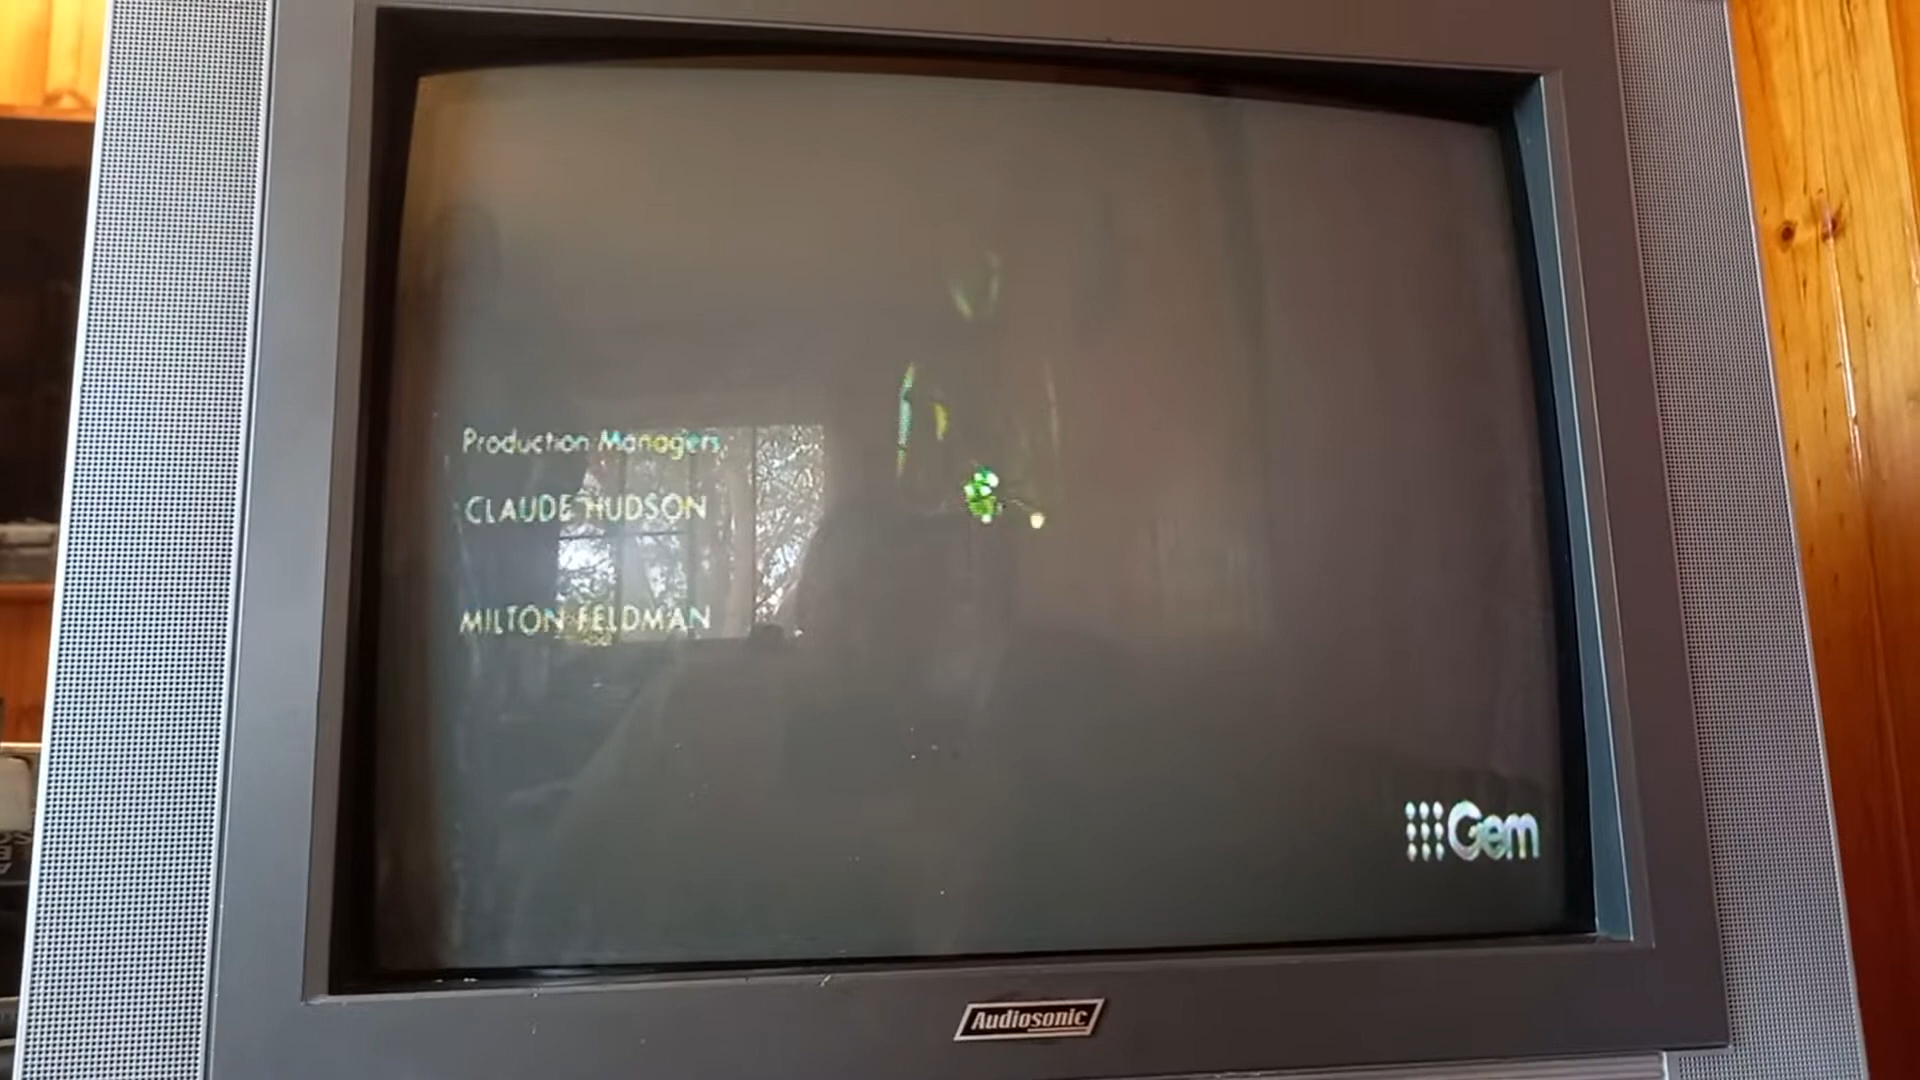 Production Managers
CLAUDE HUDSON
MILTON FELDMAN
Gem
Audiosonic